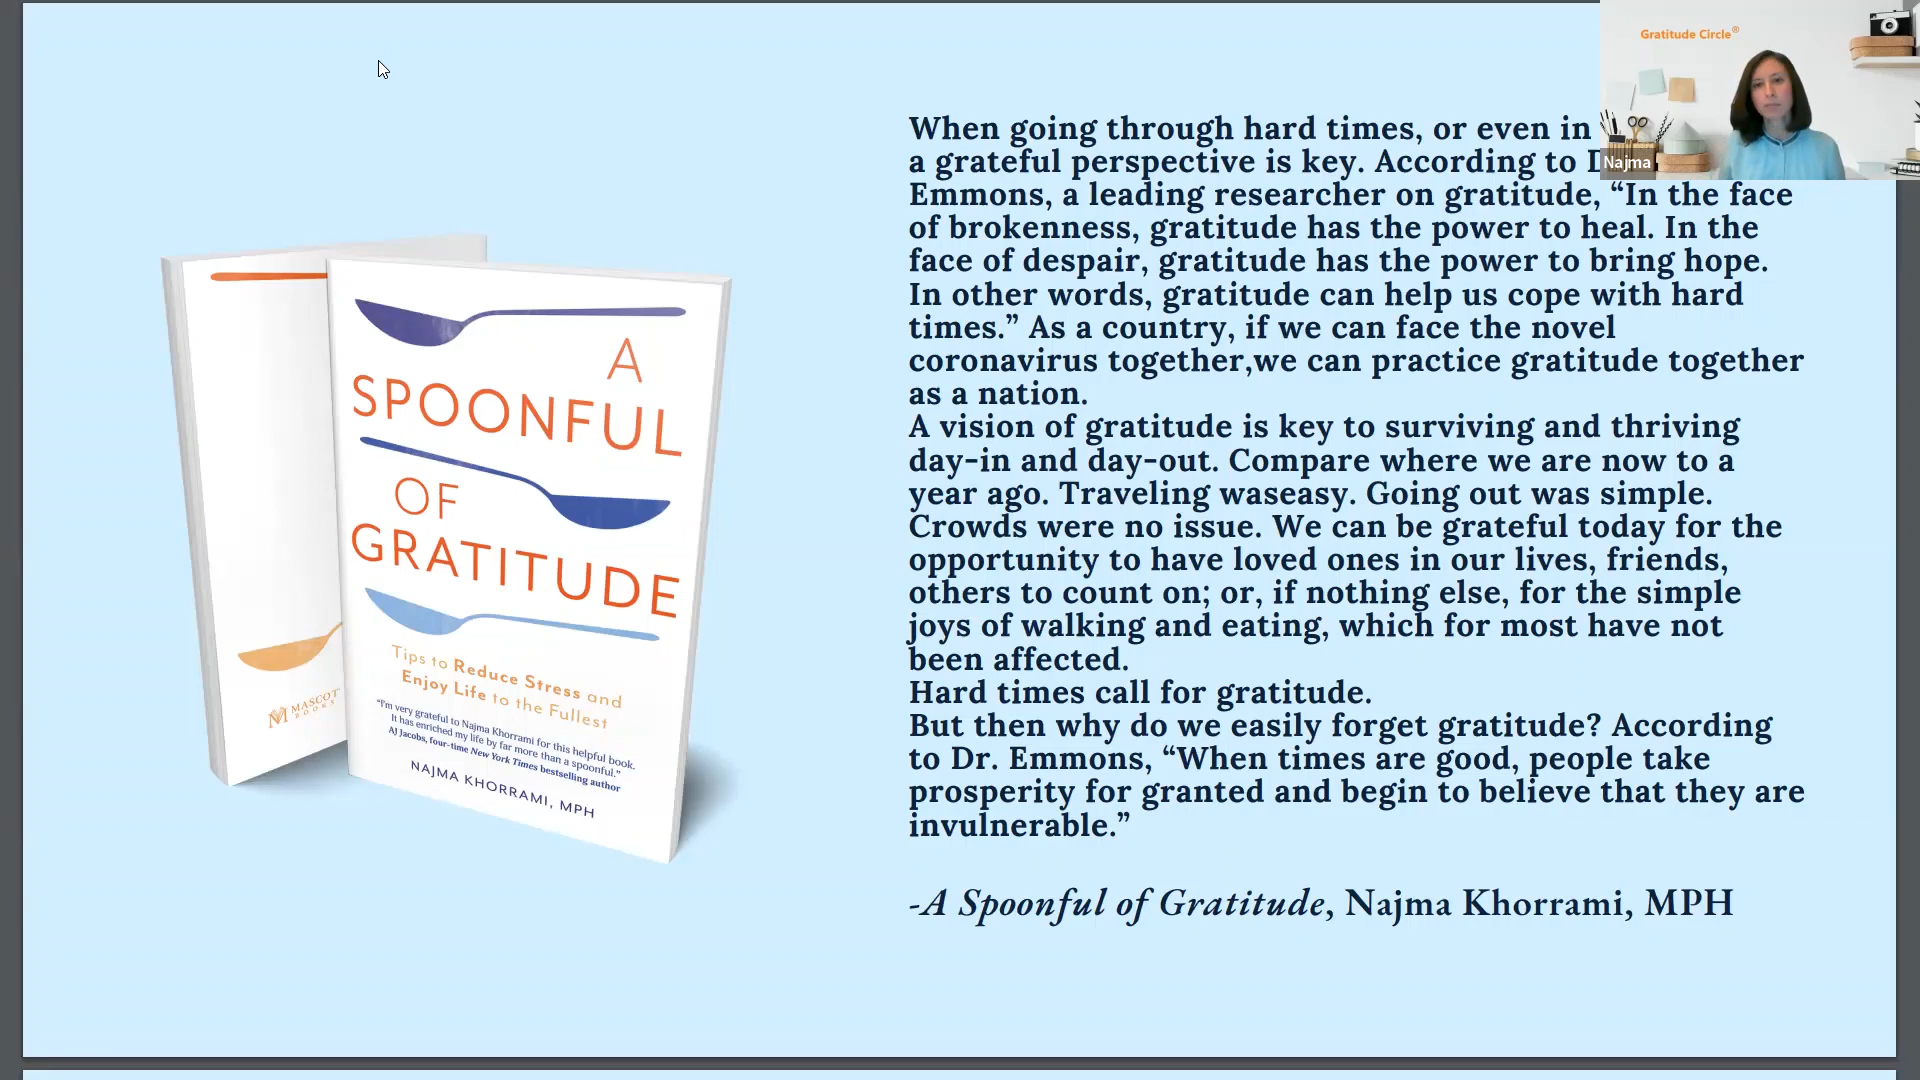 Gratitude Circle®
Najma
When going through hard times, or even in
a grateful perspective is key. According to
Emmons, a leading researcher on gratitude, “In the face
of brokenness, gratitude has the power to heal. In the
face of despair, gratitude has the power to bring hope.
In other words, gratitude can help us cope with hard
times.” As a country, if we can face the novel
coronavirus together,we can practice gratitude together
as a nation.
A vision of gratitude is key to surviving and thriving
day-in and day-out. Compare where we are now to a
year ago. Traveling waseasy. Going out was simple.
Crowds were no issue. We can be grateful today for the
opportunity to have loved ones in our lives, friends,
others to count on; or, if nothing else, for the simple
joys of walking and eating, which for most have not
been affected.
Hard times call for gratitude.
But then why do we easily forget gratitude? According
to Dr. Emmons, “When times are good, people take
prosperity for granted and begin to believe that they are
invulnerable.”
-A Spoonful of Gratitude, Najma Khorrami, MPH
A
SPOONFUL
OF
GRATITUDE
Tips to Reduce Stress and
Enjoy Life to the Fullest
“I'm very grateful to Najma Khorrami for this helpful book.
It has enriched my life by far more than a spoonful.”
AJ Jacobs, four-time New York Times bestselling author
NAJMA KHORRAMI, MPH
MASCOT
BOOKS